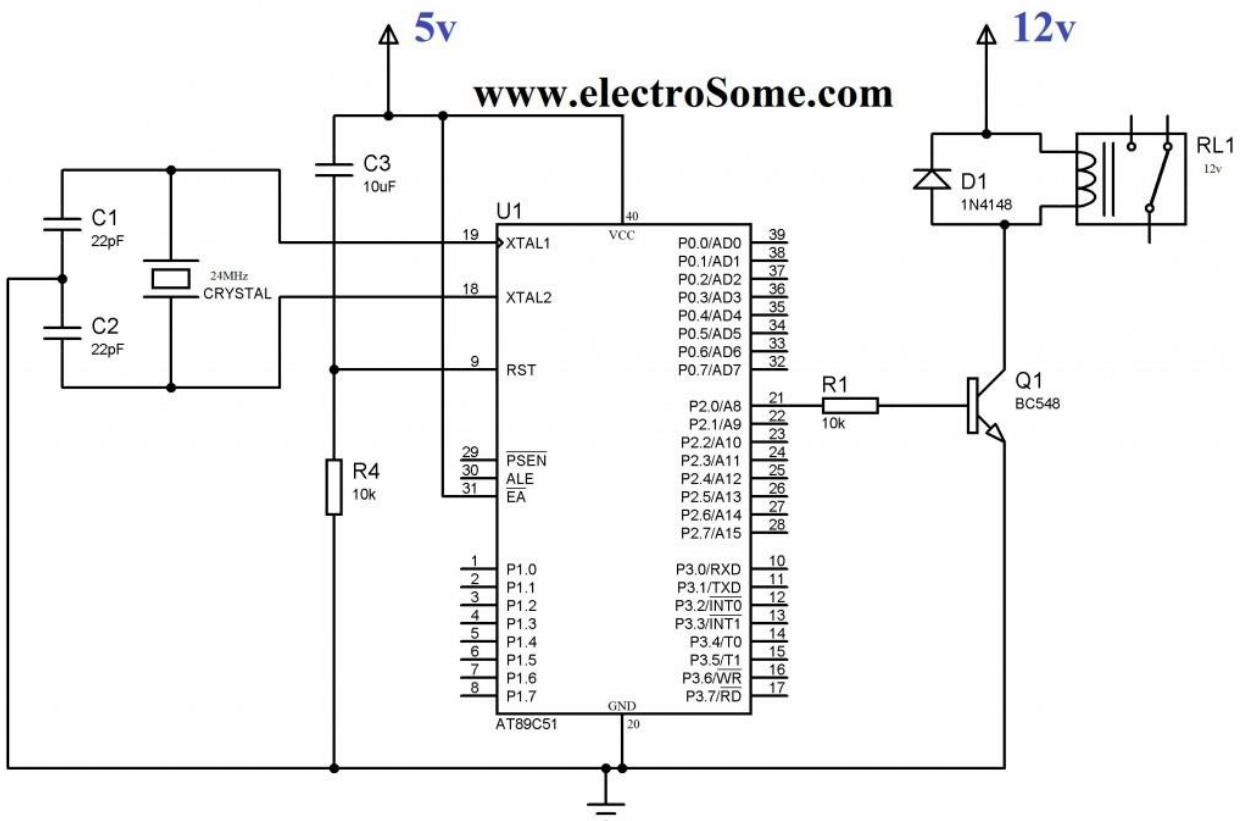 5v
12v
www.electroSome.com
C3
10uF
RL1
12v
D1
1N4148
C1
22pF
24MHz
CRYSTAL
C2
22pF
U1
40
VCC
19 XTAL1
18 XTAL2
9 RST
29 PSEN
30 ALE
31 EA
1 P1.0
2 P1.1
3 P1.2
4 P1.3
5 P1.4
6 P1.5
7 P1.6
8 P1.7
P0.0/AD0 39
P0.1/AD1 38
P0.2/AD2 37
P0.3/AD3 36
P0.4/AD4 35
P0.5/AD5 34
P0.6/AD6 33
P0.7/AD7 32
P2.0/A8 21
P2.1/A9 22
P2.2/A10 23
P2.3/A11 24
P2.4/A12 25
P2.5/A13 26
P2.6/A14 27
P2.7/A15 28
P3.0/RXD 10
P3.1/TXD 11
P3.2/INT0 12
P3.3/INT1 13
P3.4/T0 14
P3.5/T1 15
P3.6/WR 16
P3.7/RD 17
GND
20
AT89C51
R4
10k
R1
10k
Q1
BC548